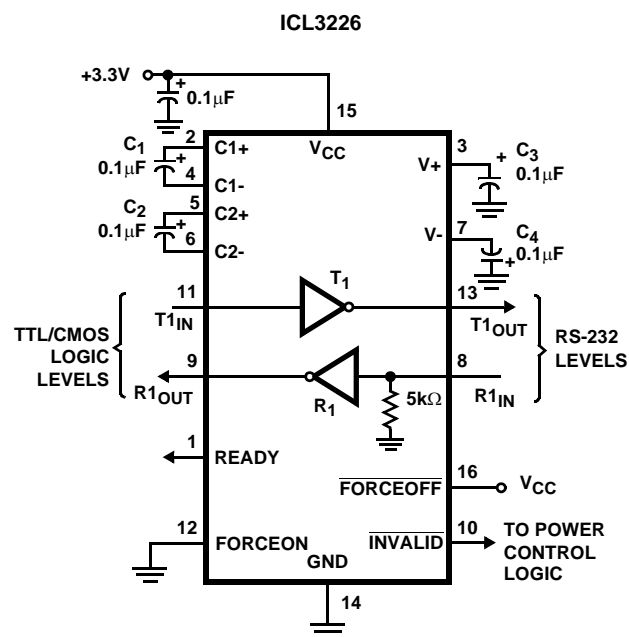 ICL3226
+3.3V
+
0.1μF
15
2
C1+
VCC
3
C1
+
0.1μF
4
C1-
V+
+
C3
0.1μF
5
C2+
C2
+
0.1μF
6
C2-
V-
7
C4
+
0.1μF
T1
11
13
T1IN
T1OUT
TTL/CMOS
LOGIC
LEVELS
RS-232
LEVELS
9
8
R1OUT
R1
5kΩ
R1IN
1
READY
16
FORCEOFF
VCC
12
FORCEON
INVALID
10
TO POWER
CONTROL
LOGIC
GND
14